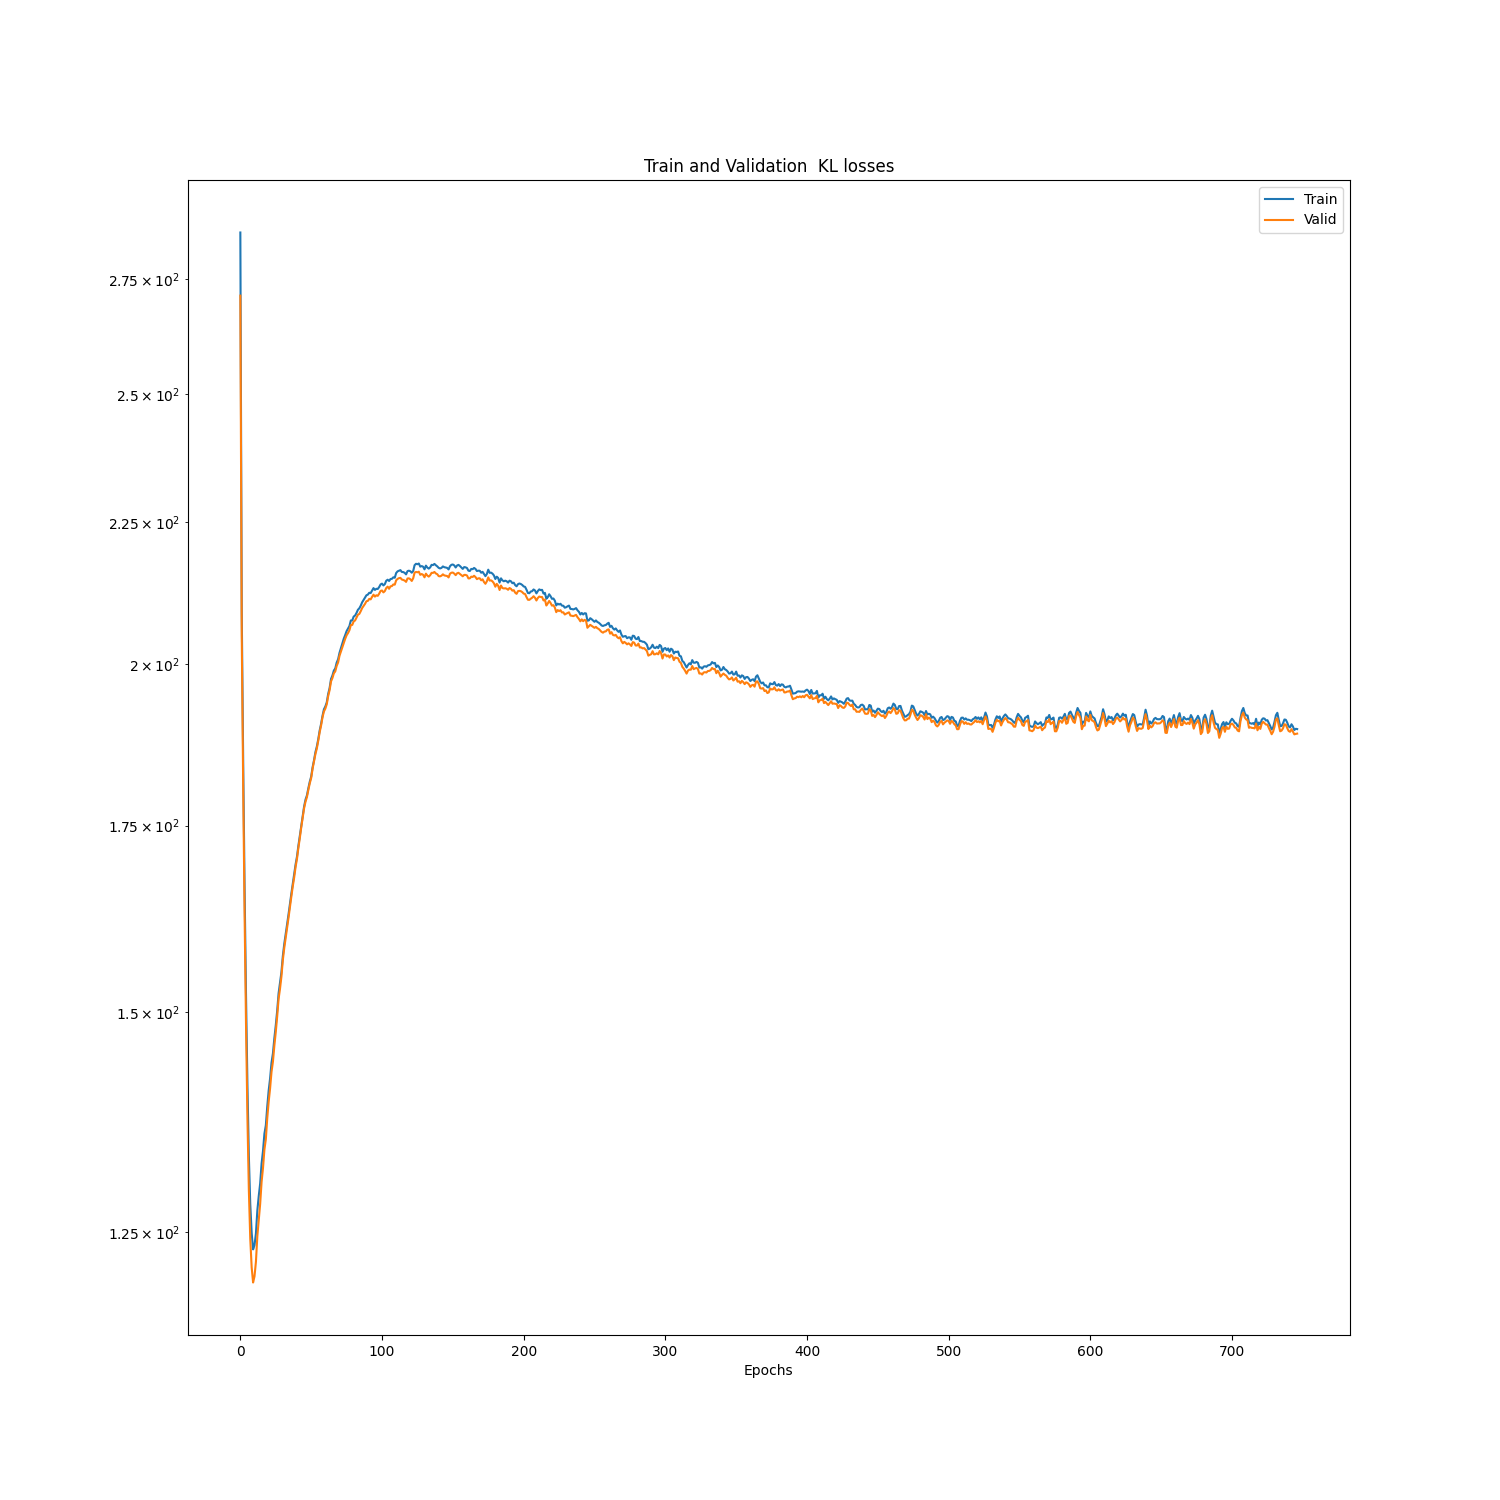 Train and Validation  KL losses
Train
Valid
2.75 × 10²
2.5 × 10²
2.25 × 10²
2 × 10²
1.75 × 10²
1.5 × 10²
1.25 × 10²
0 100 200 300 400 500 600 700
Epochs